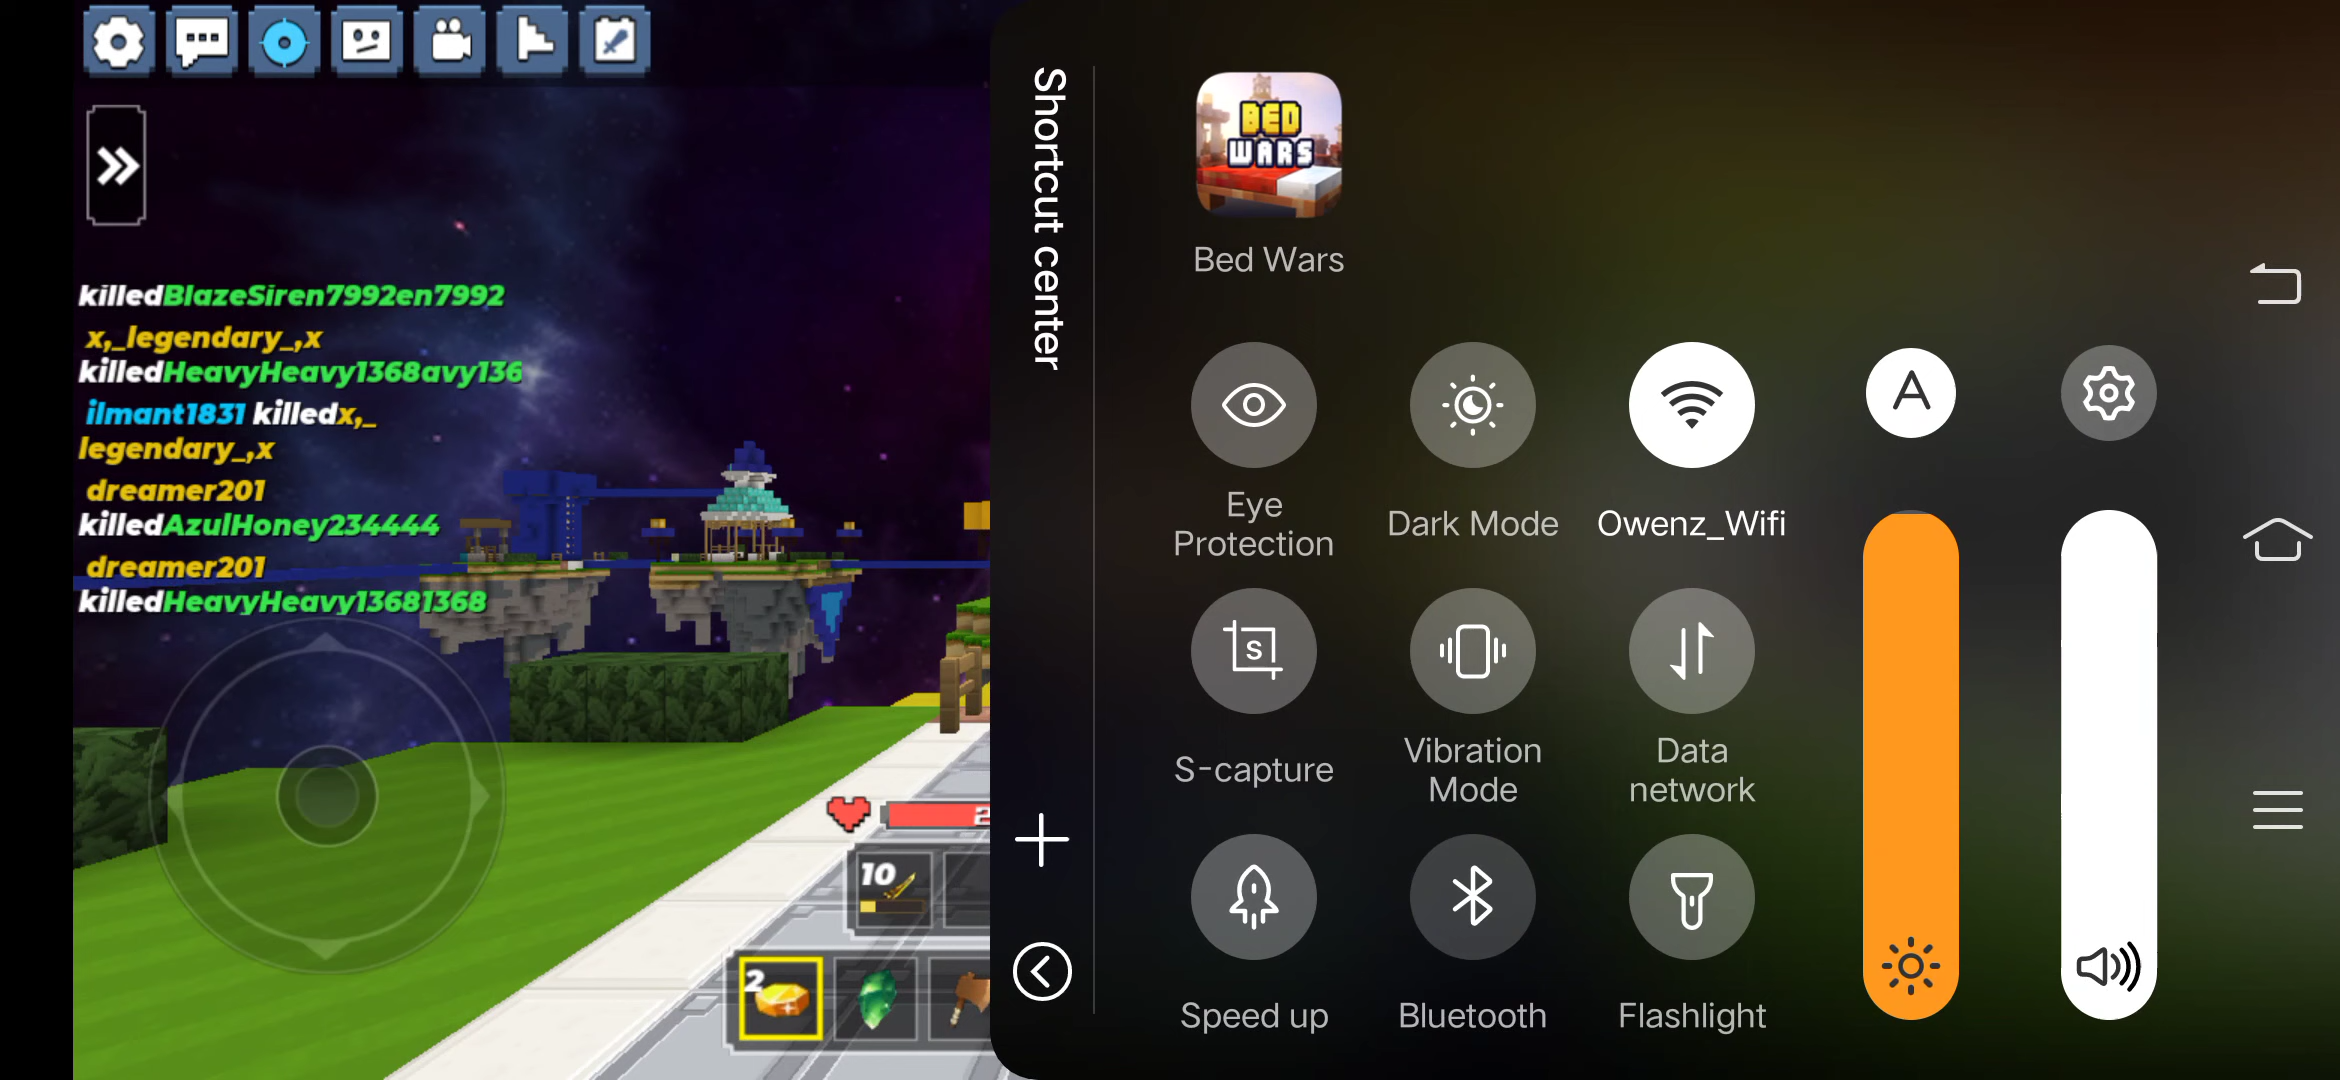 killedBlazeSiren7992en7992
x,_legendary_,x
killedHeavyHeavy1368avy136
ilmant1831 killedx,_
legendary_,x
dreamer201
killedAzulHoney234444
dreamer201
killedHeavyHeavy13681368
2
10
2
Shortcut center
BED
WARS
Bed Wars
A
Eye
Protection
Dark Mode
Owenz_Wifi
S
S-capture
Vibration
Mode
Data
network
Speed up
Bluetooth
Flashlight